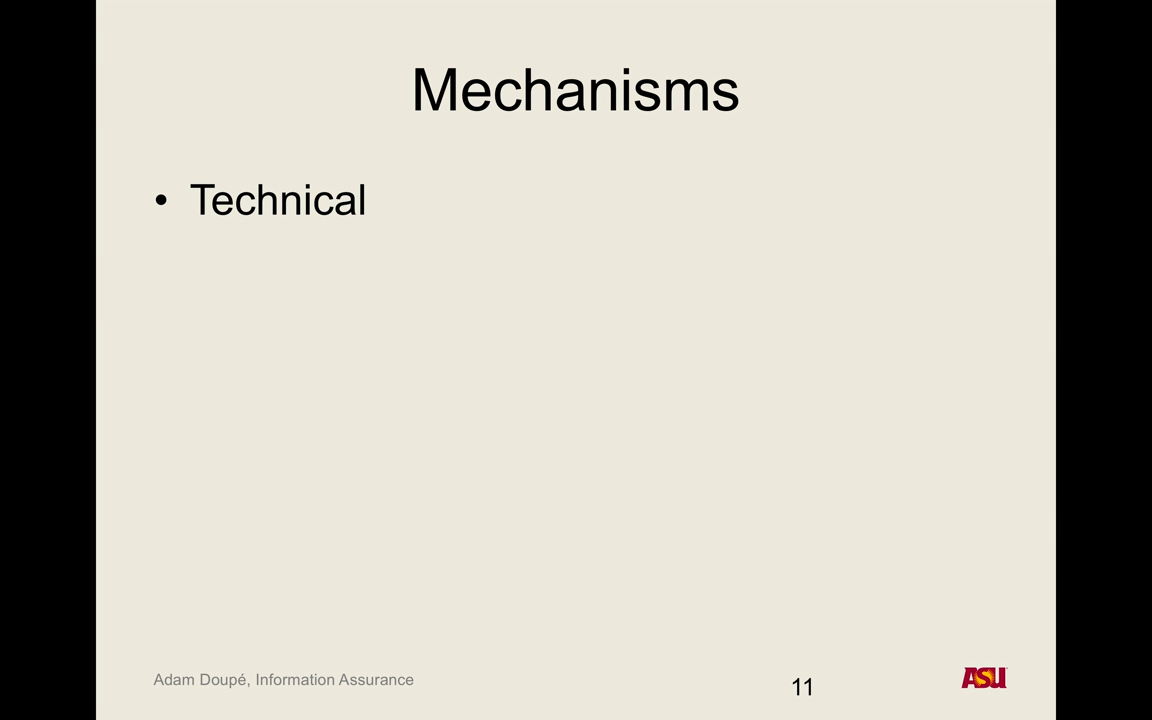 Mechanisms
• Technical
Adam Doupé, Information Assurance
11
ASU